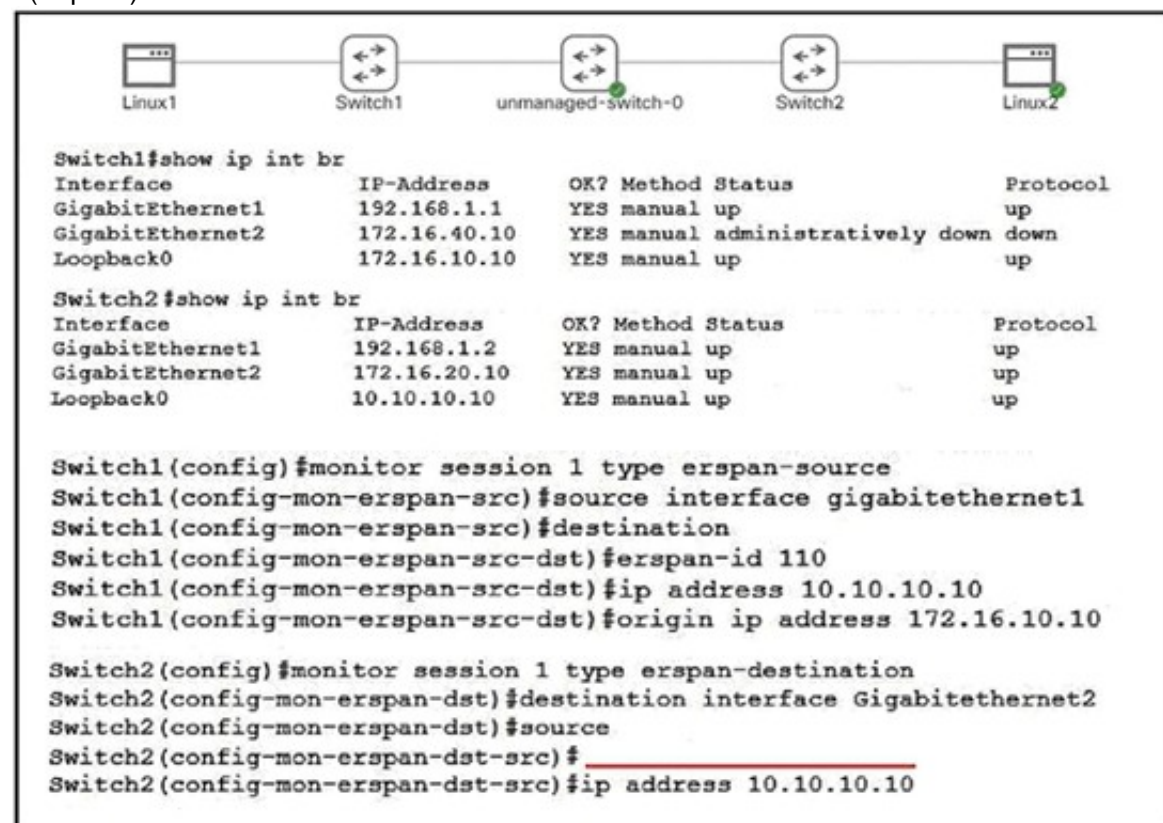 Linux1 Switch1 unmanaged-switch-0 Switch2 Linux2
Switch1#show ip int br
Interface IP-Address OK? Method Status Protocol
GigabitEthernet1 192.168.1.1 YES manual up up
GigabitEthernet2 172.16.40.10 YES manual administratively down down
Loopback0 172.16.10.10 YES manual up up
Switch2#show ip int br
Interface IP-Address OK? Method Status Protocol
GigabitEthernet1 192.168.1.2 YES manual up up
GigabitEthernet2 172.16.20.10 YES manual up up
Loopback0 10.10.10.10 YES manual up up
Switch1(config)#monitor session 1 type erspan-source
Switch1(config-mon-erspan-src)#source interface gigabitethernet1
Switch1(config-mon-erspan-src)#destination
Switch1(config-mon-erspan-src-dst)#erspan-id 110
Switch1(config-mon-erspan-src-dst)#ip address 10.10.10.10
Switch1(config-mon-erspan-src-dst)#origin ip address 172.16.10.10
Switch2(config)#monitor session 1 type erspan-destination
Switch2(config-mon-erspan-dst)#destination interface Gigabitethernet2
Switch2(config-mon-erspan-dst)#source
Switch2(config-mon-erspan-dst-src)#
Switch2(config-mon-erspan-dst-src)#ip address 10.10.10.10